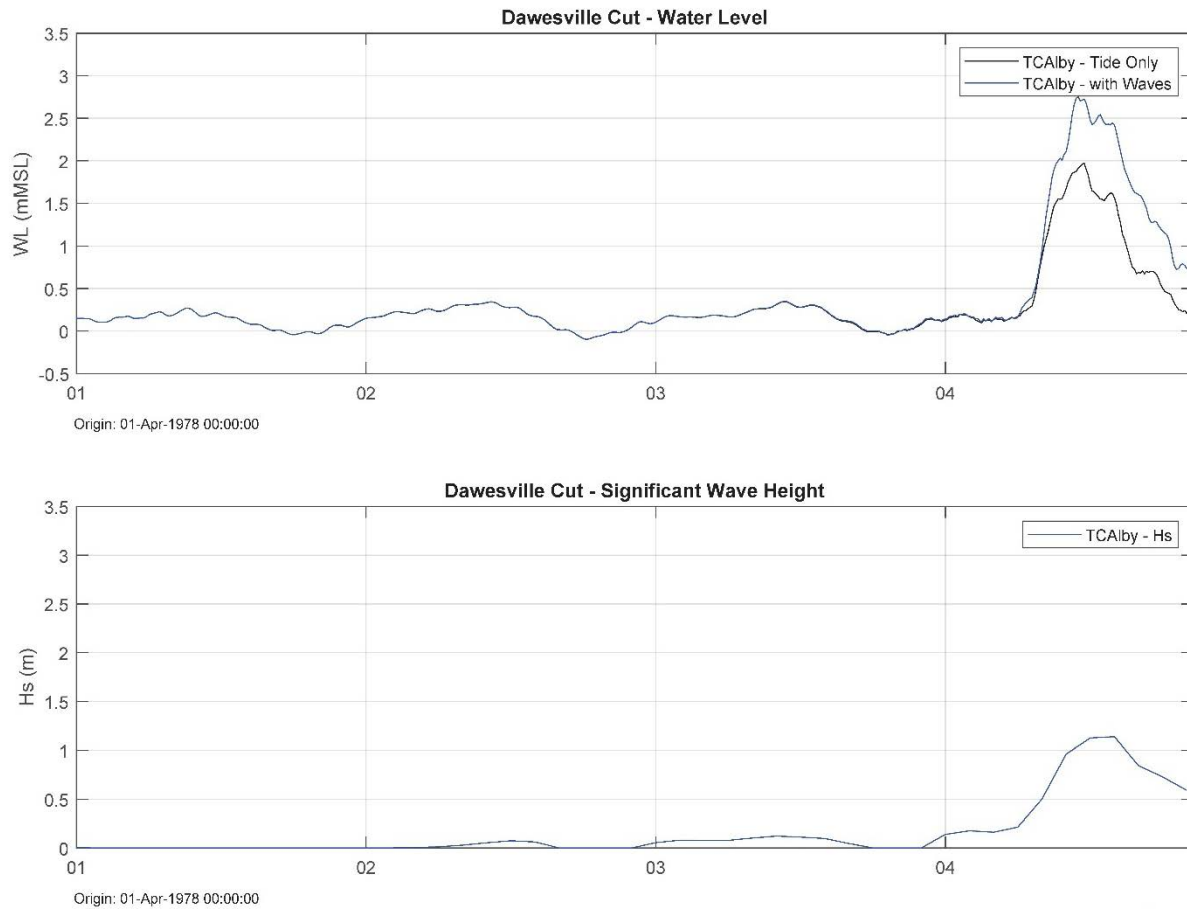 Dawesville Cut - Water Level
3.5
3
2.5
2
1.5
1
0.5
0
-0.5
WL (mMSL)
TCAlby - Tide Only
TCAlby - with Waves
01
02
03
04
Origin: 01-Apr-1978 00:00:00
Dawesville Cut - Significant Wave Height
3.5
3
2.5
2
1.5
1
0.5
0
Hs (m)
TCAlby - Hs
01
02
03
04
Origin: 01-Apr-1978 00:00:00